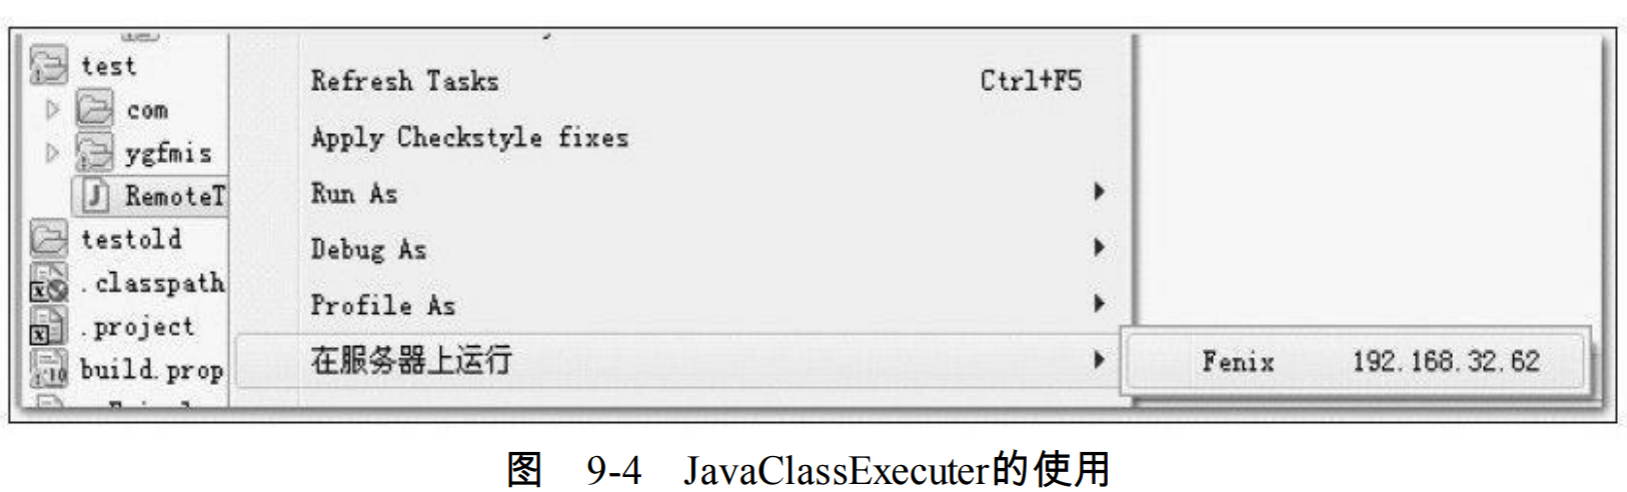 test
com
ygfmis
RemoteT
testold
.classpath
.project
build.prop
Refresh Tasks Ctrl+F5
Apply Checkstyle fixes
Run As
Debug As
Profile As
在服务器上运行
Fenix 192.168.32.62
图 9-4 JavaClassExecuter的使用